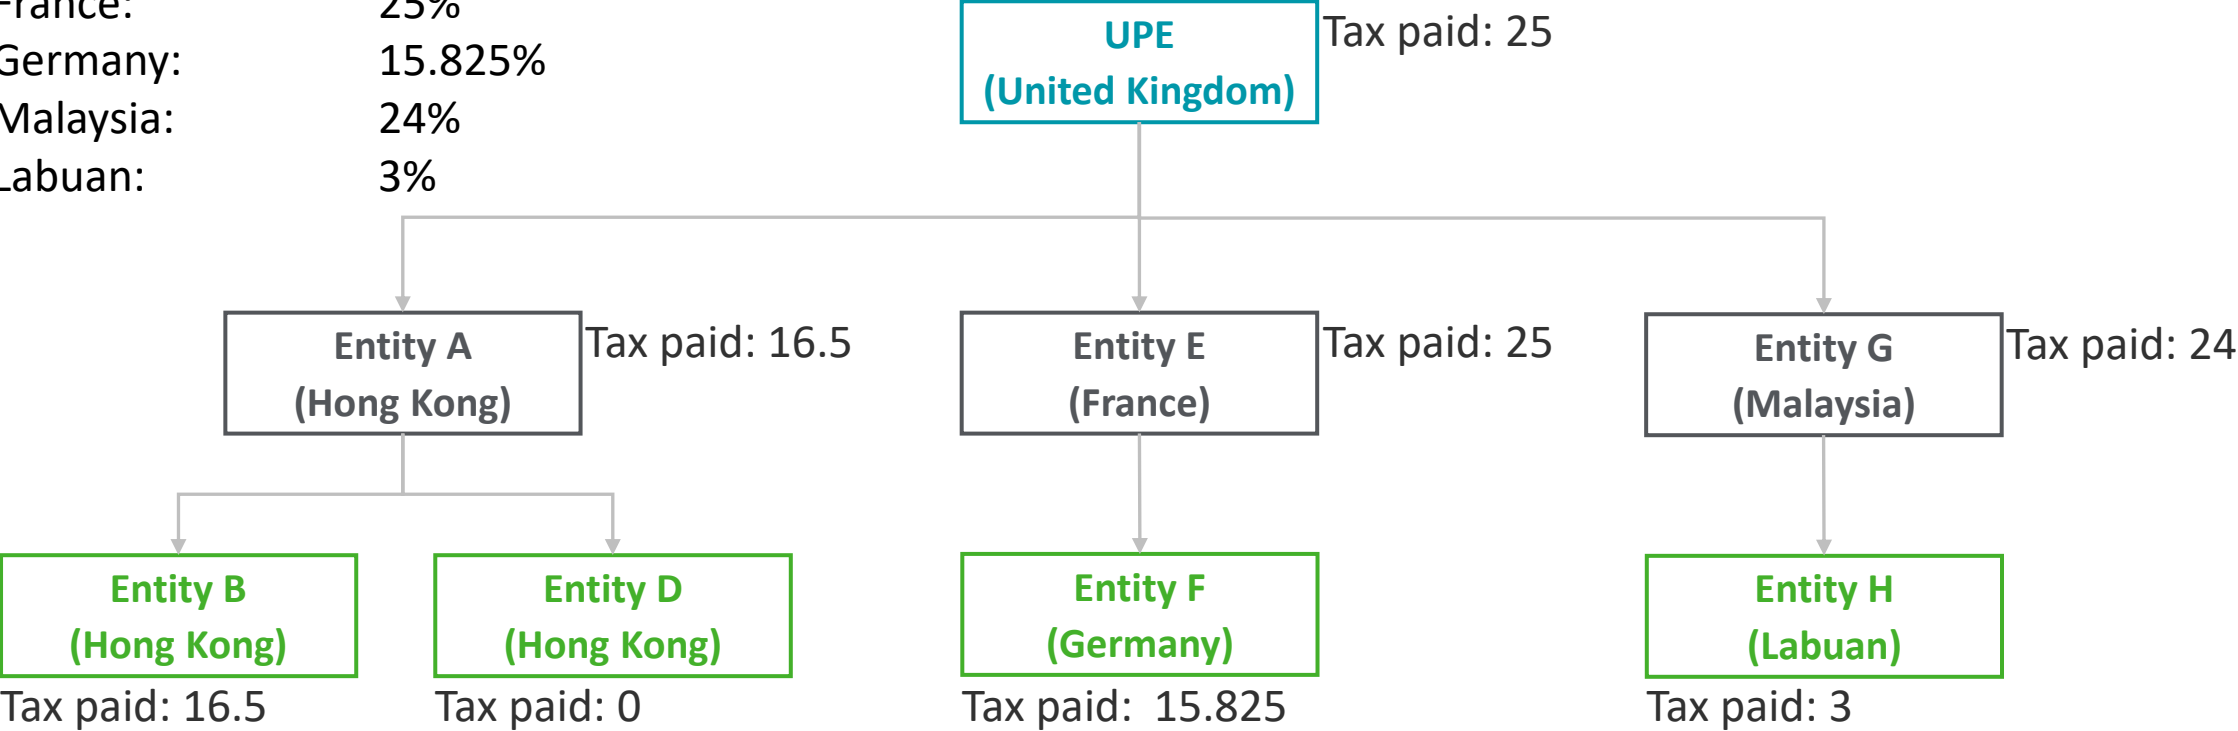 France: 25%
Germany: 15.825%
Malaysia: 24%
Labuan: 3%
UPE
(United Kingdom)
Tax paid: 25
Entity A
(Hong Kong)
Tax paid: 16.5
Entity E
(France)
Tax paid: 25
Entity G
(Malaysia)
Tax paid: 24
Entity B
(Hong Kong)
Tax paid: 16.5
Entity D
(Hong Kong)
Tax paid: 0
Entity F
(Germany)
Tax paid: 15.825
Entity H
(Labuan)
Tax paid: 3